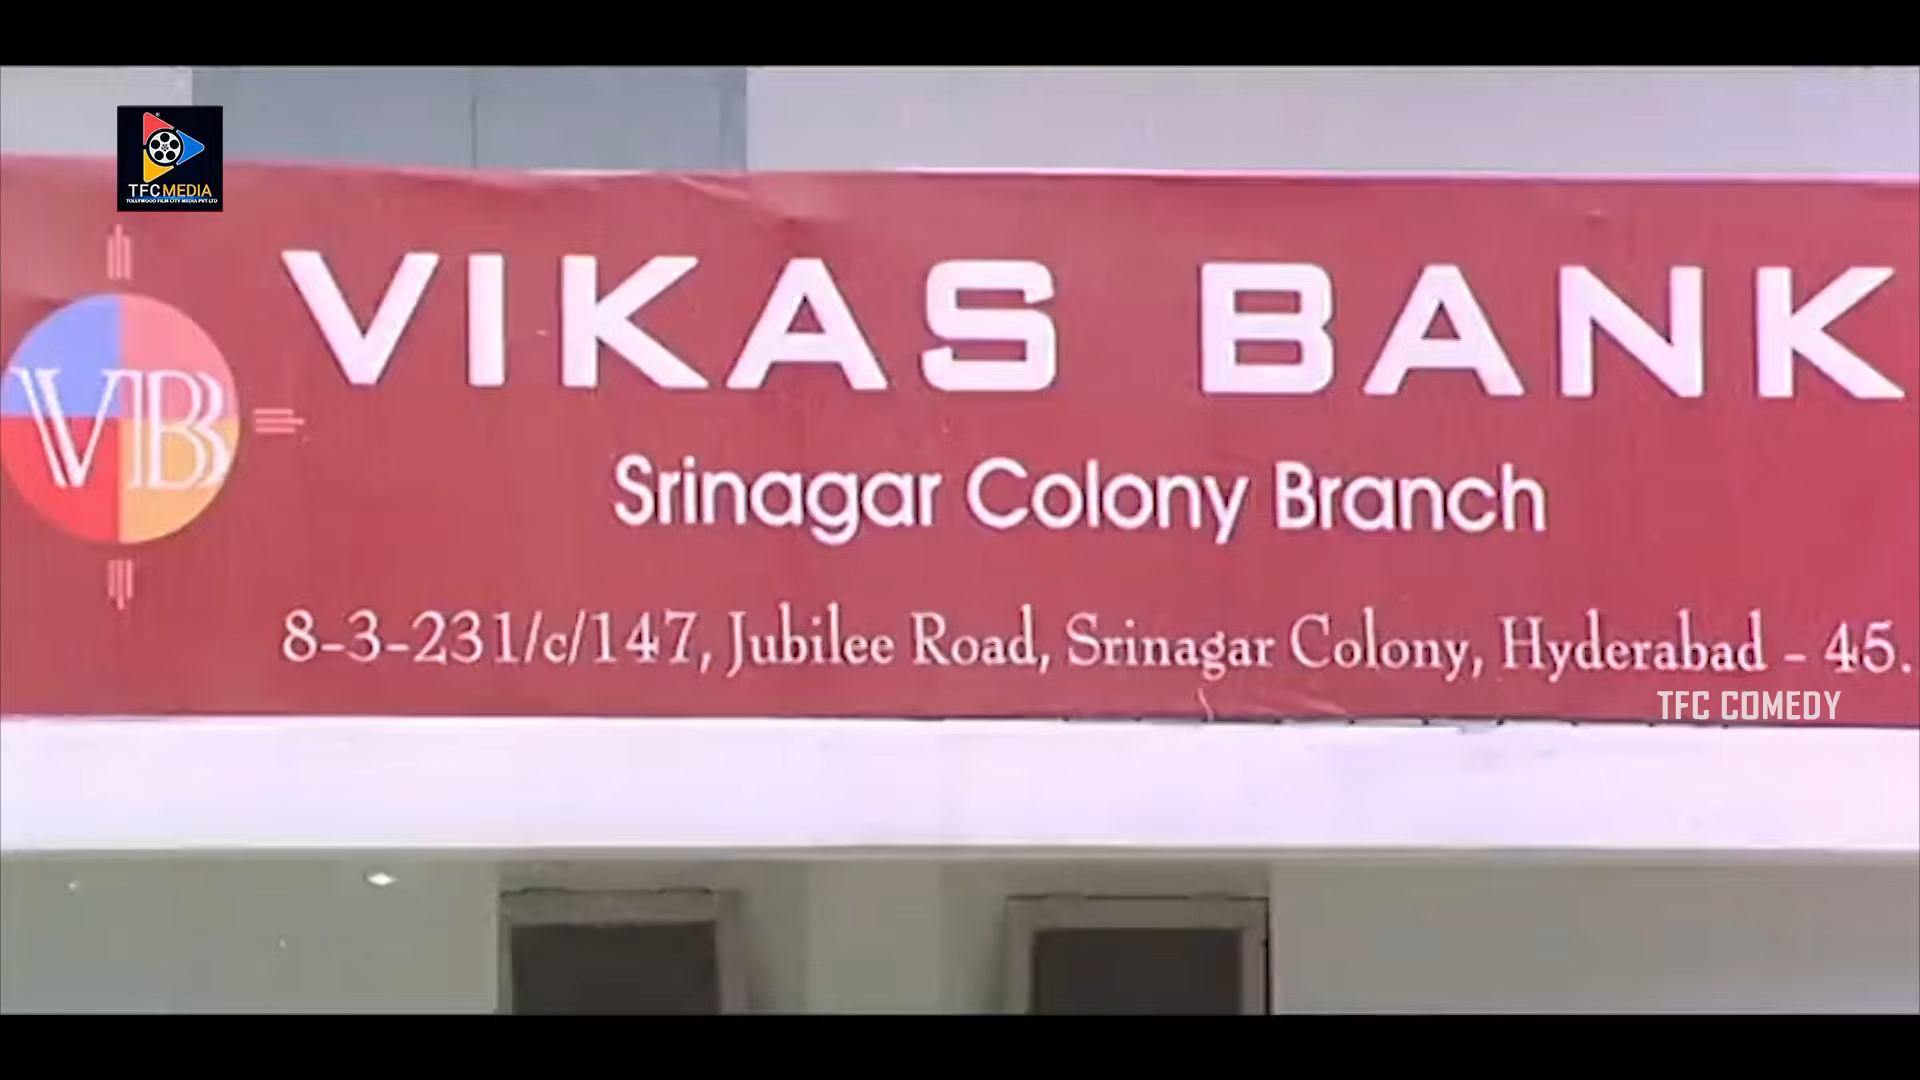 TFC MEDIA
TOLLYWOOD FILM CITY MEDIA PVT LTD
VIKAS BANK
VB
Srinagar Colony Branch
8-3-231/c/147, Jubilee Road, Srinagar Colony, Hyderabad - 45.
TFC COMEDY